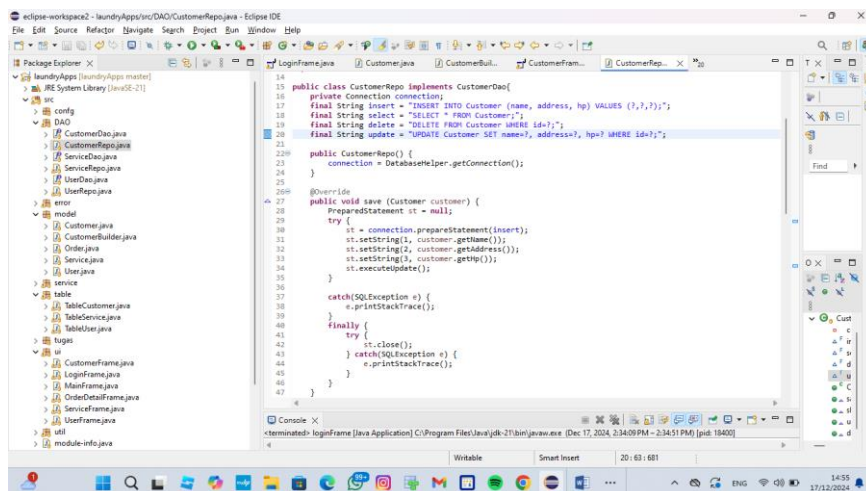 eclipse-workspace2 - laundryApps/src/DAO/CustomerRepo.java - Eclipse IDE
File Edit Source Refactor Navigate Search Project Run Window Help
Package Explorer
laundryApps [laundryApps master]
JRE System Library [JavaSE-21]
src
confg
DAO
CustomerDao.java
CustomerRepo.java
ServiceDao.java
ServiceRepo.java
UserDao.java
UserRepo.java
error
model
Customer.java
CustomerBuilder.java
Order.java
Service.java
User.java
service
table
TableCustomer.java
TableService.java
TableUser.java
tugas
ui
CustomerFrame.java
LoginFrame.java
MainFrame.java
OrderDetailFrame.java
ServiceFrame.java
UserFrame.java
util
module-info.java
LoginFrame.java Customer.java CustomerBuil... CustomerFram... CustomerRep... 20
14
15 public class CustomerRepo implements CustomerDao{
16 private Connection connection;
17 final String insert = "INSERT INTO Customer (name, address, hp) VALUES (?,?,?);";
18 final String select = "SELECT * FROM Customer;";
19 final String delete = "DELETE FROM Customer WHERE id=?;";
20 final String update = "UPDATE Customer SET name=?, address=?, hp=? WHERE id=?;";
21
22 public CustomerRepo() {
23 connection = DatabaseHelper.getConnection();
24 }
25
26 @Override
27 public void save (Customer customer) {
28 PreparedStatement st = null;
29 try {
30 st = connection.prepareStatement(insert);
31 st.setString(1, customer.getName());
32 st.setString(2, customer.getAddress());
33 st.setString(3, customer.getHp());
34 st.executeUpdate();
35 }
36
37 catch(SQLException e) {
38 e.printStackTrace();
39 }
40 finally {
41 try {
42 st.close();
43 } catch(SQLException e) {
44 e.printStackTrace();
45 }
46 }
47 }
Console
<terminated> loginFrame [Java Application] C:\Program Files\Java\jdk-21\bin\javaw.exe (Dec 17, 2024, 2:34:09 PM – 2:34:51 PM) [pid: 18400]
Find
Cust
Writable Smart Insert 20 : 63 : 681
99+
ENG
14:55
17/12/2024